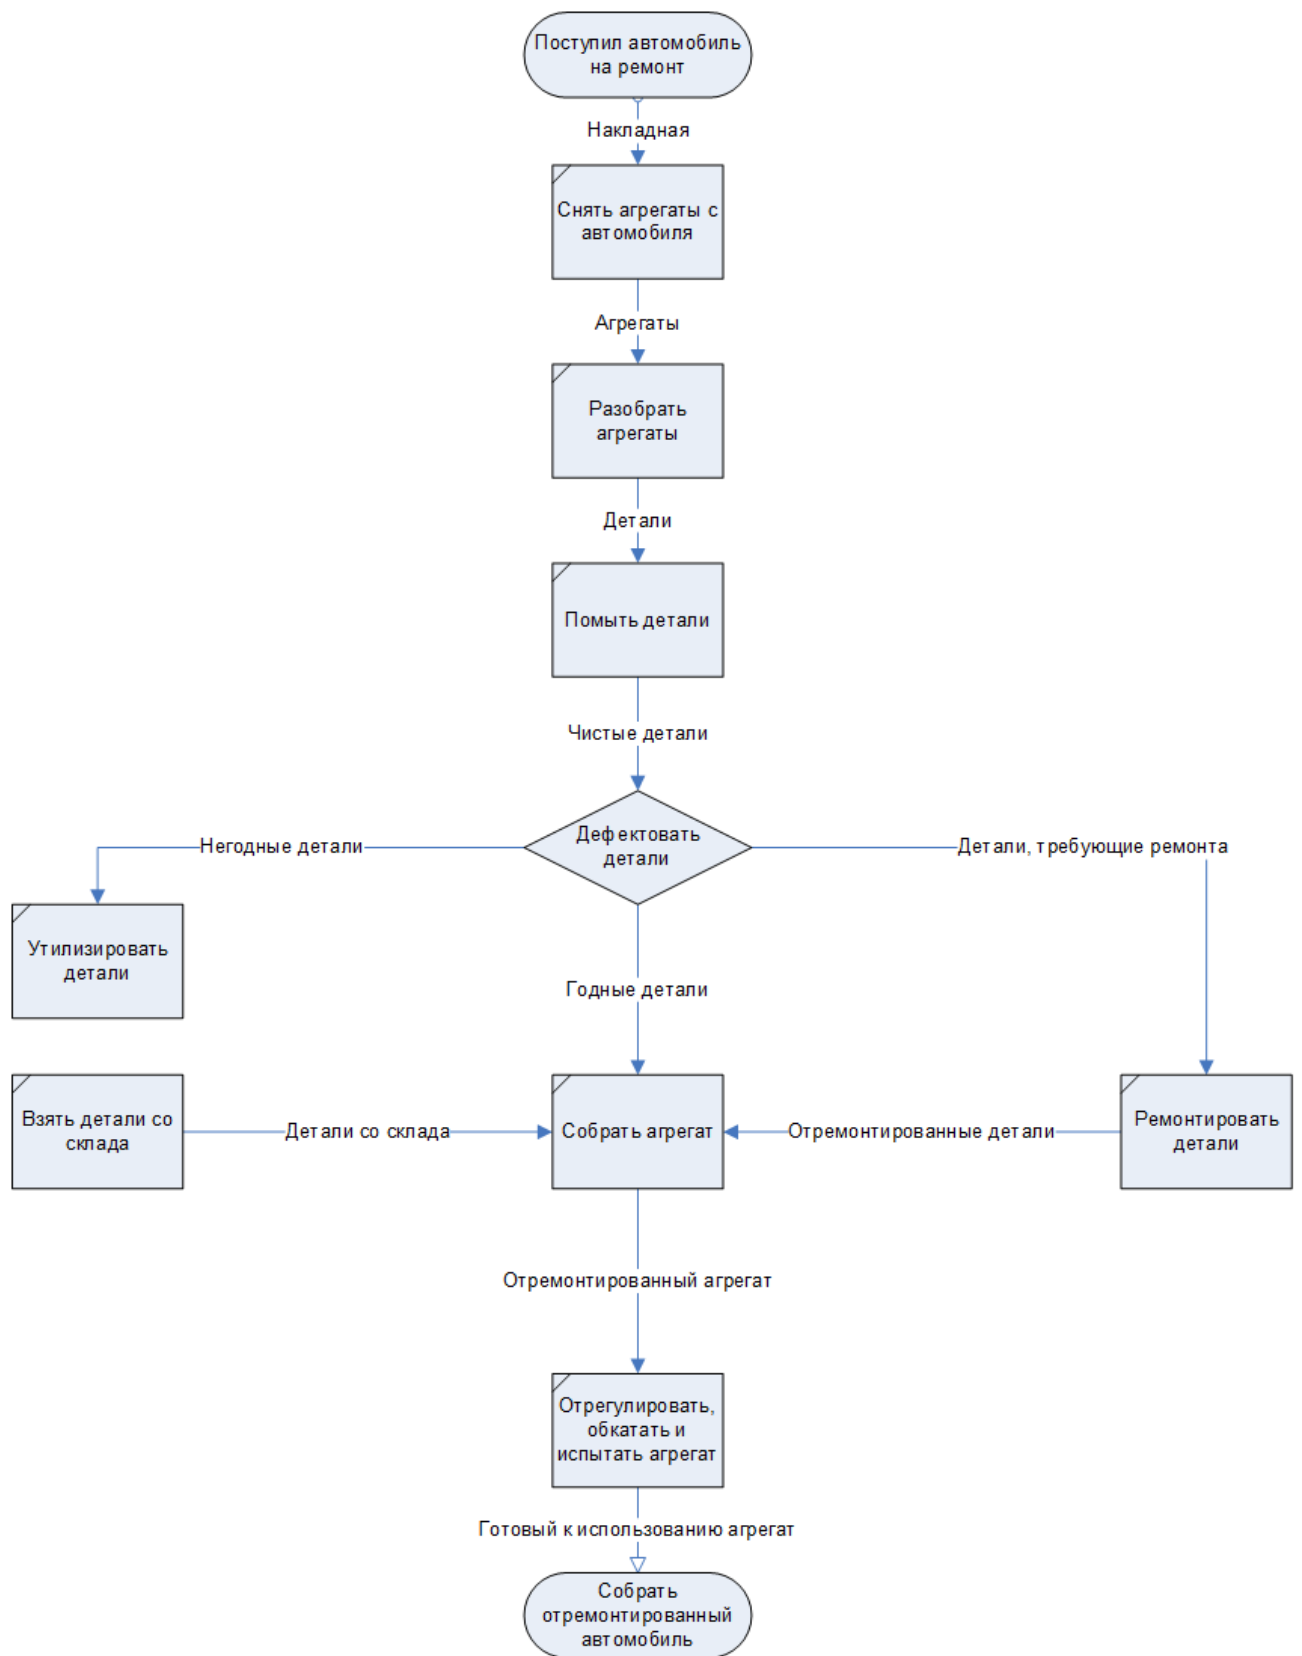 Поступил автомобиль
на ремонт
Накладная
Снять агрегаты с
автомобиля
Агрегаты
Разобрать
агрегаты
Детали
Помыть детали
Чистые детали
Дефектовать
детали
Негодные детали
Детали, требующие ремонта
Утилизировать
детали
Годные детали
Взять детали со
склада
Детали со склада
Собрать агрегат
Отремонтированные детали
Ремонтировать
детали
Отремонтированный агрегат
Отрегулировать,
обкатать и
испытать агрегат
Готовый к использованию агрегат
Собрать
отремонтированный
автомобиль